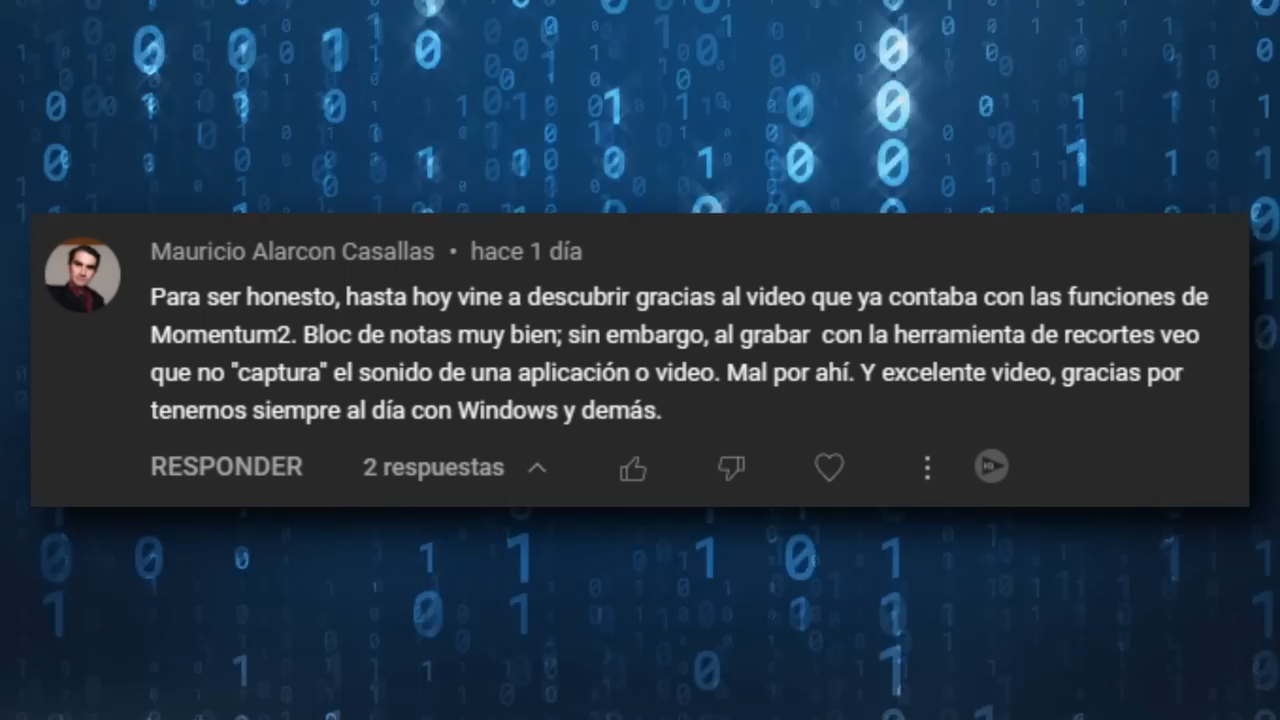 Mauricio Alarcon Casallas • hace 1 día
Para ser honesto, hasta hoy vine a descubrir gracias al video que ya contaba con las funciones de
Momentum2. Bloc de notas muy bien; sin embargo, al grabar  con la herramienta de recortes veo
que no "captura" el sonido de una aplicación o video. Mal por ahí. Y excelente video, gracias por
tenernos siempre al día con Windows y demás.
RESPONDER 2 respuestas